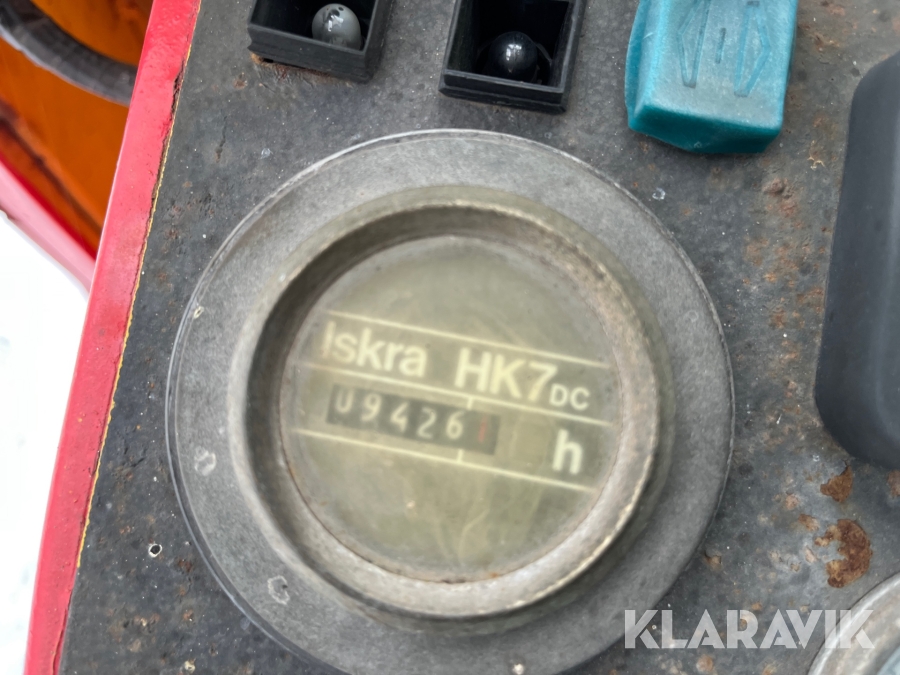 Iskra HK7DC
09426 h
KLARAVIK